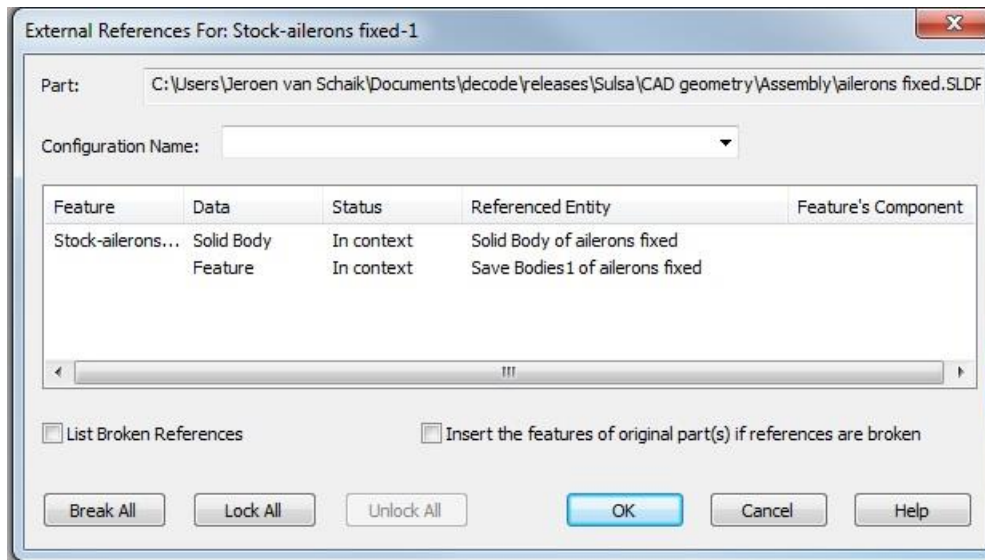 External References For: Stock-ailerons fixed-1
Part: C:\Users\Jeroen van Schaik\Documents\decode\releases\Sulsa\CAD geometry\Assembly\ailerons fixed.SLDP
Configuration Name:
Feature Data Status Referenced Entity Feature's Component
Stock-ailerons... Solid Body In context Solid Body of ailerons fixed
Feature In context Save Bodies1 of ailerons fixed
List Broken References Insert the features of original part(s) if references are broken
Break All Lock All Unlock All OK Cancel Help